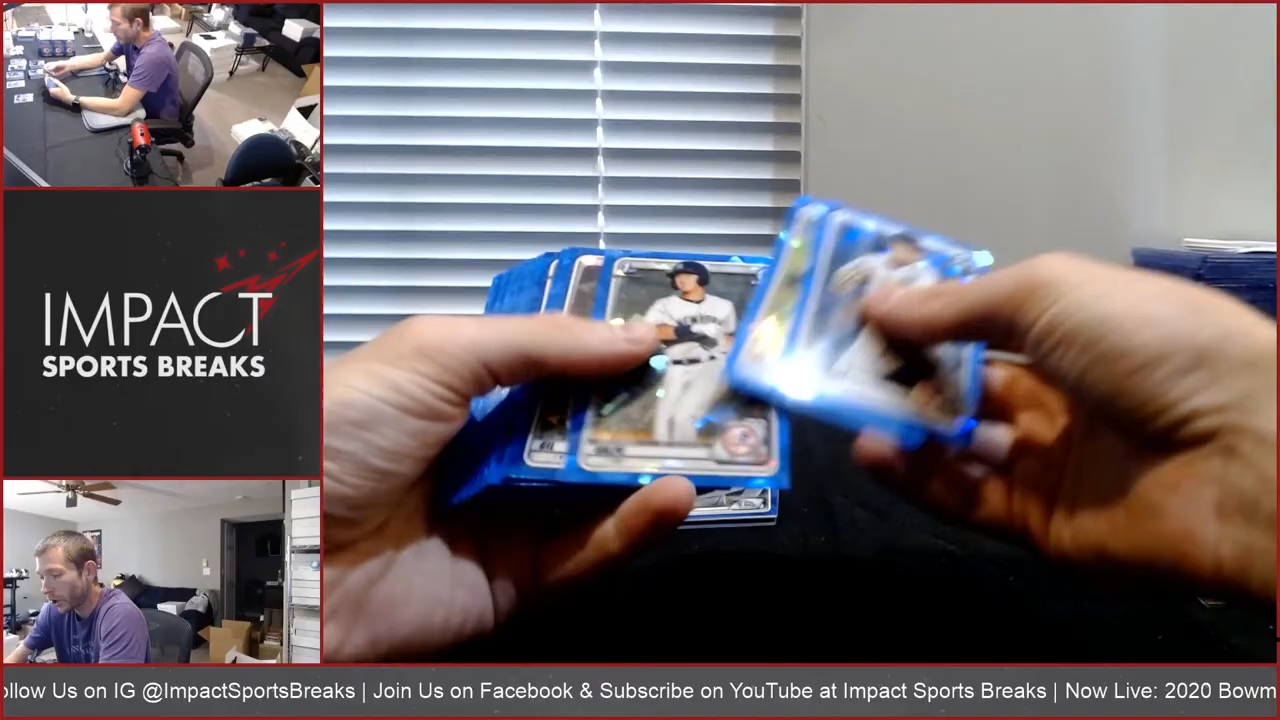 IMPACT
SPORTS BREAKS
ollow Us on IG @ImpactSportsBreaks | Join Us on Facebook & Subscribe on YouTube at Impact Sports Breaks | Now Live: 2020 Bowm